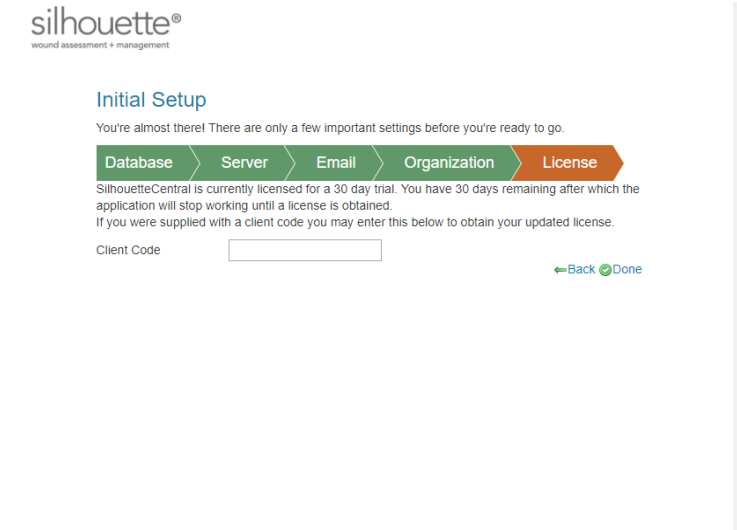 silhouette®
wound assessment + management
Initial Setup
You're almost there! There are only a few important settings before you're ready to go.
Database Server Email Organization License
SilhouetteCentral is currently licensed for a 30 day trial. You have 30 days remaining after which the
application will stop working until a license is obtained.
If you were supplied with a client code you may enter this below to obtain your updated license.
Client Code
Back Done